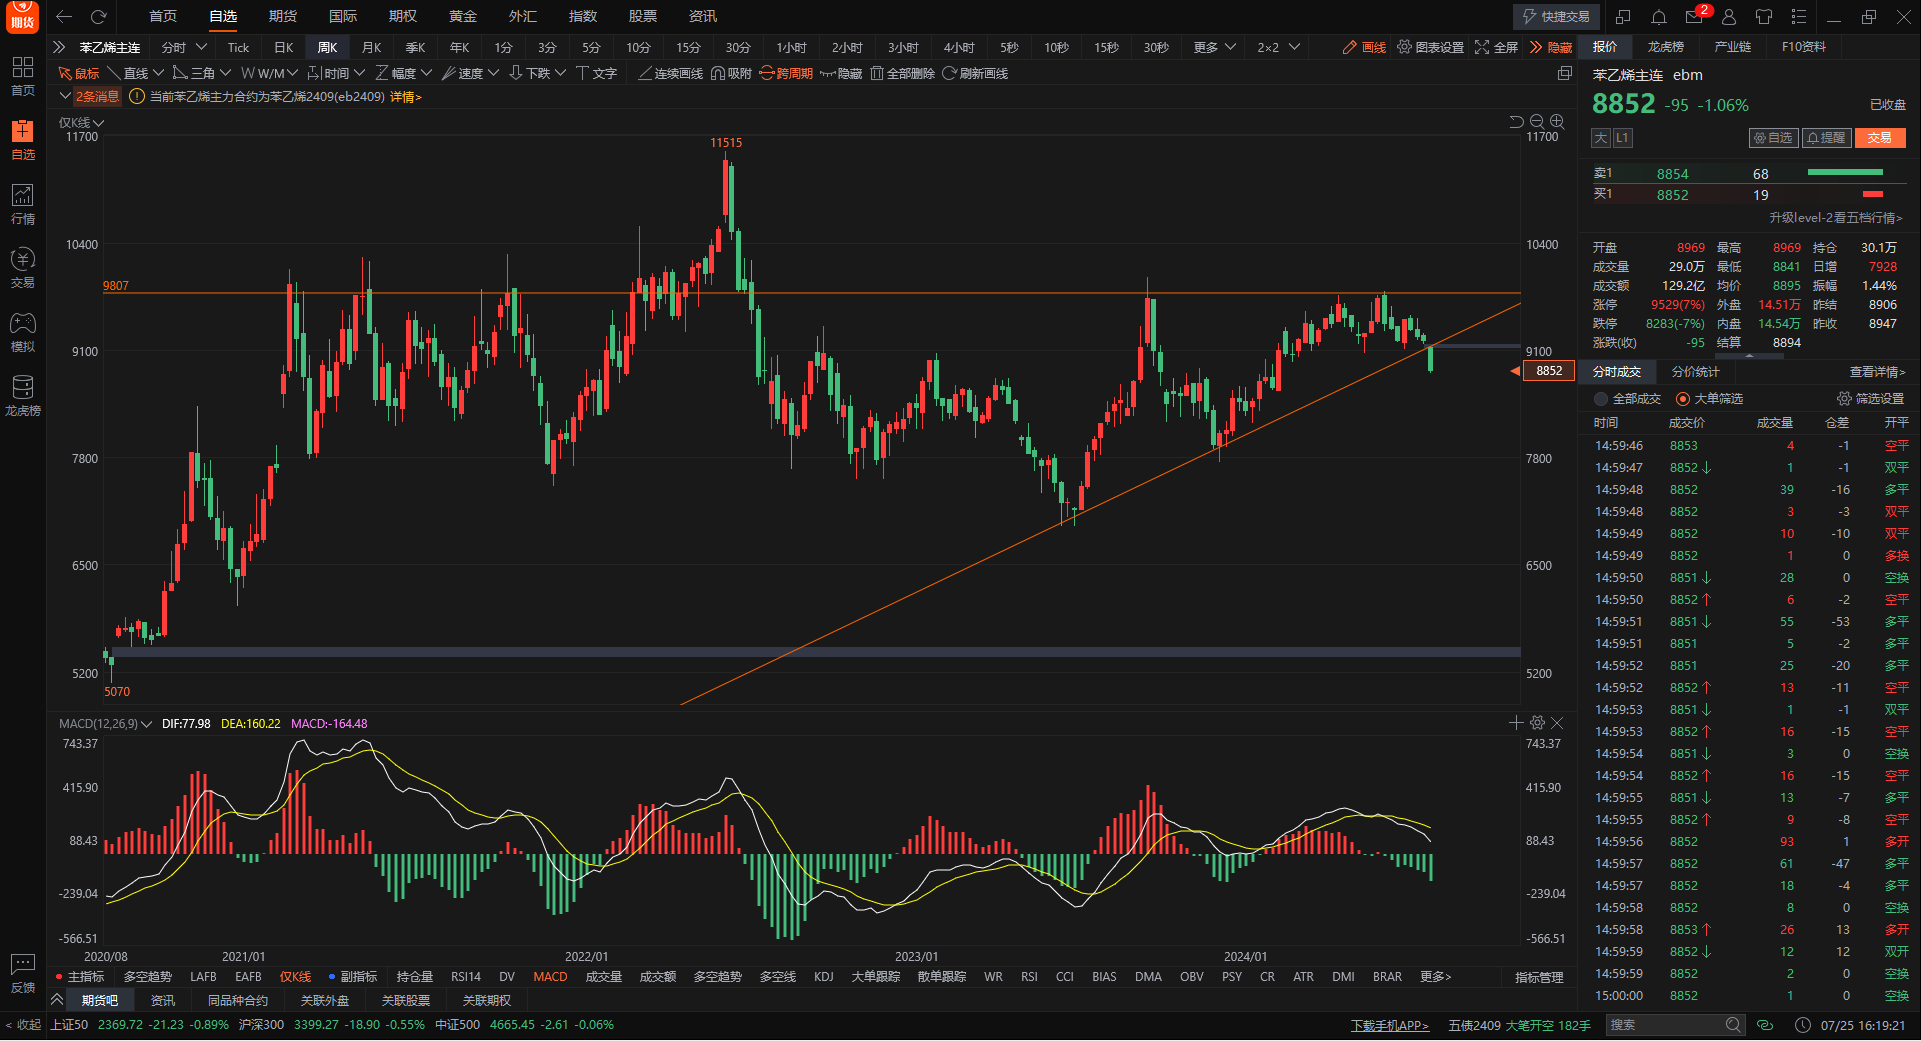 期货
首页 自选 期货 国际 期权 黄金 外汇 指数 股票 资讯
快捷交易 2
苯乙烯主连 分时 Tick 日K 周K 月K 季K 年K 1分 3分 5分 10分 15分 30分 1小时 2小时 3小时 4小时 5秒 10秒 15秒 30秒 更多 2×2 画线 图表设置 全屏 隐藏
鼠标 直线 三角 W/M 时间 幅度 速度 下跌 文字 连续画线 吸附 跨周期 隐藏 全部删除 刷新画线
2条消息 当前苯乙烯主力合约为苯乙烯2409(eb2409) 详情>
首页
自选
行情
交易
模拟
龙虎榜
反馈
< 收起
仅K线
11700 11700
11515
10400 10400
9807
9100 9100
8852
7800 7800
6500 6500
5200 5200
5070
MACD(12,26,9) DIF:77.98 DEA:160.22 MACD:-164.48
743.37 743.37
415.90 415.90
88.43 88.43
-239.04 -239.04
-566.51 -566.51
2020/08 2021/01 2022/01 2023/01 2024/01
主指标 多空趋势 LAFB EAFB 仅K线 副指标 持仓量 RSI14 DV MACD 成交量 成交额 多空趋势 多空线 KDJ 大单跟踪 散单跟踪 WR RSI CCI BIAS DMA OBV PSY CR ATR DMI BRAR 更多> 指标管理
期货吧 资讯 同品种合约 关联外盘 关联股票 关联期权
报价 龙虎榜 产业链 F10资料
苯乙烯主连 ebm
8852 -95 -1.06% 已收盘
大 L1 自选 提醒 交易
卖1 8854 68
买1 8852 19
升级level-2看五档行情>
开盘 8969 最高 8969 持仓 30.1万
成交量 29.0万 最低 8841 日增 7928
成交额 129.2亿 均价 8895 振幅 1.44%
涨停 9529(7%) 外盘 14.51万 昨结 8906
跌停 8283(-7%) 内盘 14.54万 昨收 8947
涨跌(收) -95 结算 8894
分时成交 分价统计 查看详情>
全部成交 大单筛选 筛选设置
时间 成交价 成交量 仓差 开平
14:59:46 8853 4 -1 空平
14:59:47 8852↓ 1 -1 双平
14:59:48 8852 39 -16 多平
14:59:48 8852 3 -3 双平
14:59:49 8852 10 -10 双平
14:59:49 8852 1 0 多换
14:59:50 8851↓ 28 0 空换
14:59:50 8852↑ 6 -2 空平
14:59:51 8851↓ 55 -53 多平
14:59:51 8851 5 -2 多平
14:59:52 8851 25 -20 多平
14:59:52 8852↑ 13 -11 空平
14:59:53 8851↓ 1 -1 双平
14:59:53 8852↑ 16 -15 空平
14:59:54 8851↓ 3 0 空换
14:59:54 8852↑ 16 -15 空平
14:59:55 8851↓ 13 -7 多平
14:59:55 8852↑ 9 -8 空平
14:59:56 8852 93 1 多开
14:59:57 8852 61 -47 多平
14:59:57 8852 18 -4 多平
14:59:58 8852 8 0 空换
14:59:58 8853↑ 26 13 多开
14:59:59 8852↓ 12 12 双开
14:59:59 8852 2 0 空换
15:00:00 8852 1 0 空换
上证50 2369.72 -21.23 -0.89% 沪深300 3399.27 -18.90 -0.55% 中证500 4665.45 -2.61 -0.06% 下载手机APP> 五债2409 大笔开空 182手 搜索 07/25 16:19:21